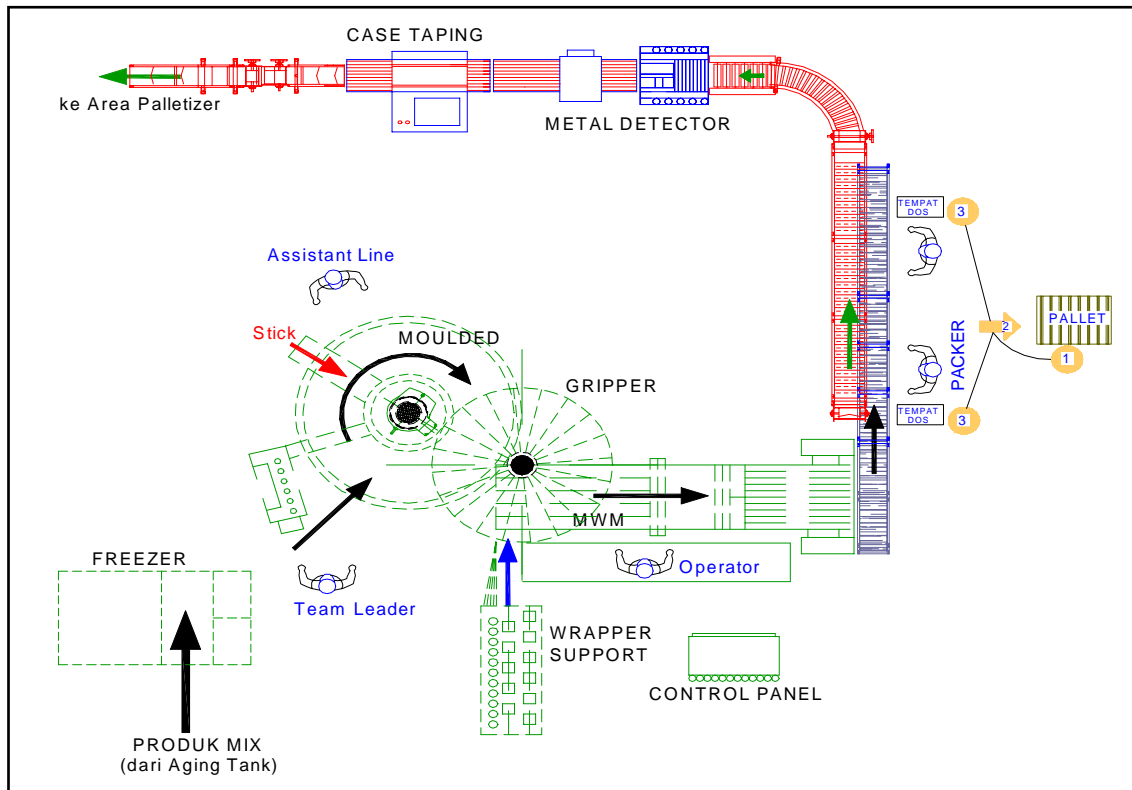 CASE TAPING
ke Area Palletizer
METAL DETECTOR
TEMPAT
DOS
3
Assistant Line
Stick
MOULDED
GRIPPER
PACKER
2
PALLET
1
TEMPAT
DOS
3
MWM
FREEZER
Team Leader
Operator
WRAPPER
SUPPORT
CONTROL PANEL
PRODUK MIX
(dari Aging Tank)